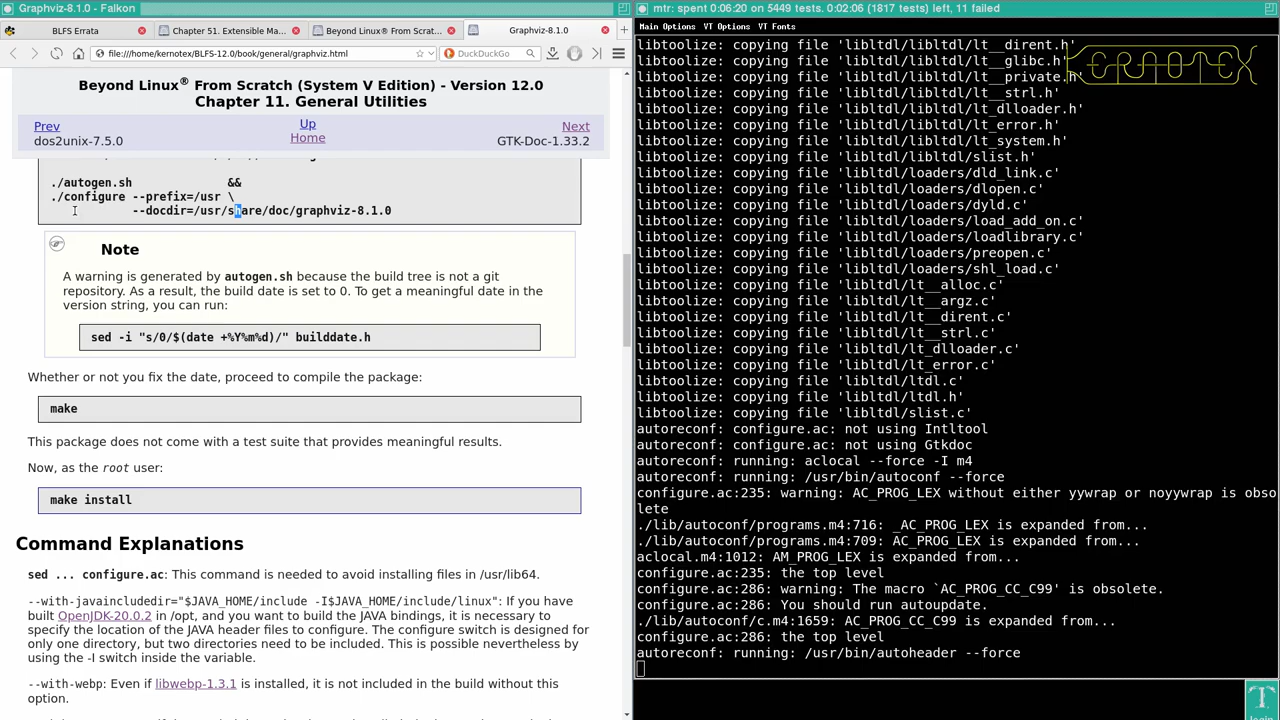 Graphviz-8.1.0 - Falkon
BLFS Errata
Chapter 51. Extensible Ma...
Beyond Linux® From Scrat...
Graphviz-8.1.0
file:///home/kernotex/BLFS-12.0/book/general/graphviz.html
DuckDuckGo
Beyond Linux® From Scratch (System V Edition) - Version 12.0
Chapter 11. General Utilities
Prev
Up
Next
dos2unix-7.5.0
Home
GTK-Doc-1.33.2
./autogen.sh &&
./configure --prefix=/usr \
--docdir=/usr/share/doc/graphviz-8.1.0
Note
A warning is generated by autogen.sh because the build tree is not a git
repository. As a result, the build date is set to 0. To get a meaningful date in the
version string, you can run:
sed -i "s/0/$(date +%Y%m%d)/" builddate.h
Whether or not you fix the date, proceed to compile the package:
make
This package does not come with a test suite that provides meaningful results.
Now, as the root user:
make install
Command Explanations
sed ... configure.ac: This command is needed to avoid installing files in /usr/lib64.
--with-javaincludedir="$JAVA_HOME/include -I$JAVA_HOME/include/linux": If you have
built OpenJDK-20.0.2 in /opt, and you want to build the JAVA bindings, it is necessary to
specify the location of the JAVA header files to configure. The configure switch is designed for
only one directory, but two directories need to be included. This is possible nevertheless by
using the -I switch inside the variable.
--with-webp: Even if libwebp-1.3.1 is installed, it is not included in the build without this
option.
mtr: spent 0:06:20 on 5449 tests. 0:02:06 (1817 tests) left, 11 failed
Main Options VT Options VT Fonts
KERNOTEX
libtoolize: copying file 'libltdl/libltdl/lt__dirent.h'
libtoolize: copying file 'libltdl/libltdl/lt__glibc.h'
libtoolize: copying file 'libltdl/libltdl/lt__private.h'
libtoolize: copying file 'libltdl/libltdl/lt__strl.h'
libtoolize: copying file 'libltdl/libltdl/lt_dlloader.h'
libtoolize: copying file 'libltdl/libltdl/lt_error.h'
libtoolize: copying file 'libltdl/libltdl/lt_system.h'
libtoolize: copying file 'libltdl/libltdl/slist.h'
libtoolize: copying file 'libltdl/loaders/dld_link.c'
libtoolize: copying file 'libltdl/loaders/dlopen.c'
libtoolize: copying file 'libltdl/loaders/dyld.c'
libtoolize: copying file 'libltdl/loaders/load_add_on.c'
libtoolize: copying file 'libltdl/loaders/loadlibrary.c'
libtoolize: copying file 'libltdl/loaders/preopen.c'
libtoolize: copying file 'libltdl/loaders/shl_load.c'
libtoolize: copying file 'libltdl/lt__alloc.c'
libtoolize: copying file 'libltdl/lt__argz.c'
libtoolize: copying file 'libltdl/lt__dirent.c'
libtoolize: copying file 'libltdl/lt__strl.c'
libtoolize: copying file 'libltdl/lt_dlloader.c'
libtoolize: copying file 'libltdl/lt_error.c'
libtoolize: copying file 'libltdl/ltdl.c'
libtoolize: copying file 'libltdl/ltdl.h'
libtoolize: copying file 'libltdl/slist.c'
autoreconf: configure.ac: not using Intltool
autoreconf: configure.ac: not using Gtkdoc
autoreconf: running: aclocal --force -I m4
autoreconf: running: /usr/bin/autoconf --force
configure.ac:235: warning: AC_PROG_LEX without either yywrap or noyywrap is obso
lete
./lib/autoconf/programs.m4:716: _AC_PROG_LEX is expanded from...
./lib/autoconf/programs.m4:709: AC_PROG_LEX is expanded from...
aclocal.m4:1012: AM_PROG_LEX is expanded from...
configure.ac:235: the top level
configure.ac:286: warning: The macro `AC_PROG_CC_C99' is obsolete.
configure.ac:286: You should run autoupdate.
./lib/autoconf/c.m4:1659: AC_PROG_CC_C99 is expanded from...
configure.ac:286: the top level
autoreconf: running: /usr/bin/autoheader --force
login